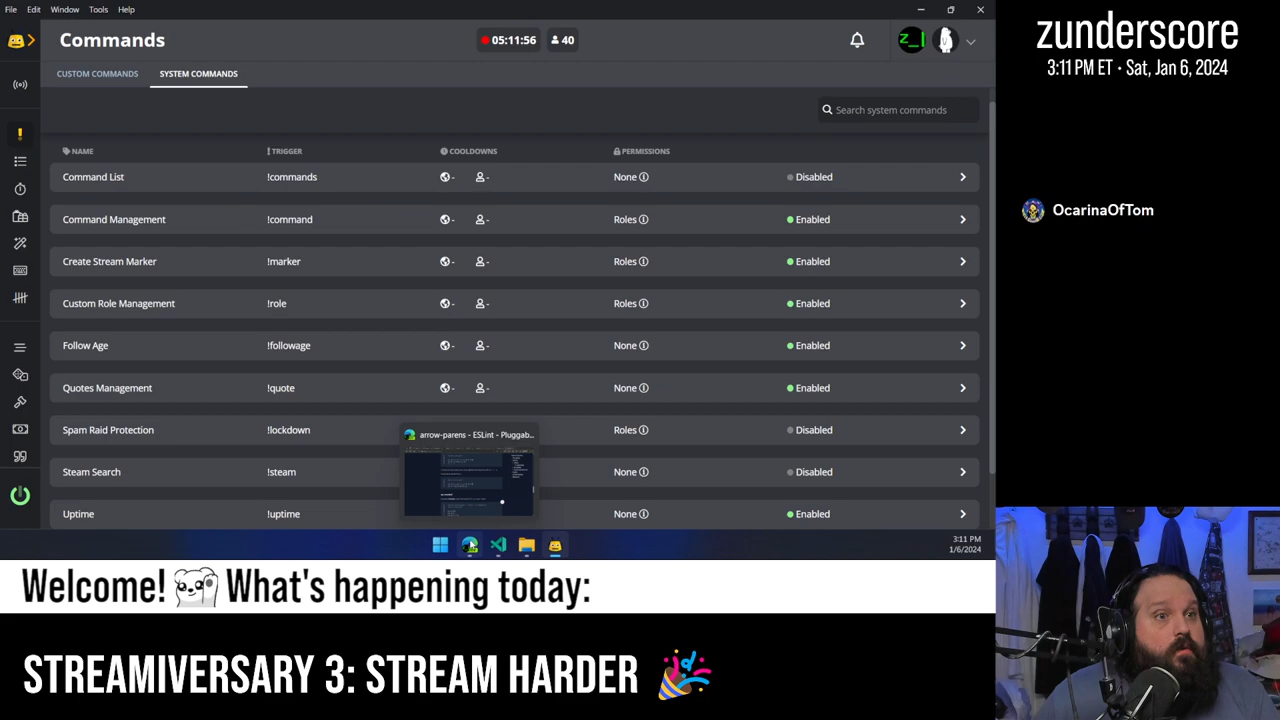 File Edit Window Tools Help
Commands
05:11:56 40
z_
CUSTOM COMMANDS SYSTEM COMMANDS
Search system commands
NAME TRIGGER COOLDOWNS PERMISSIONS
Command List !commands - - None Disabled
Command Management !command - - Roles Enabled
Create Stream Marker !marker - - Roles Enabled
Custom Role Management !role - - Roles Enabled
Follow Age !followage - - None Enabled
Quotes Management !quote - - None Enabled
Spam Raid Protection !lockdown Roles Disabled
Steam Search !steam None Disabled
Uptime !uptime None Enabled
arrow-parens - ESLint - Pluggab...
3:11 PM
1/6/2024
zunderscore
3:11 PM ET • Sat, Jan 6, 2024
OcarinaOfTom
Welcome! What's happening today:
STREAMIVERSARY 3: STREAM HARDER